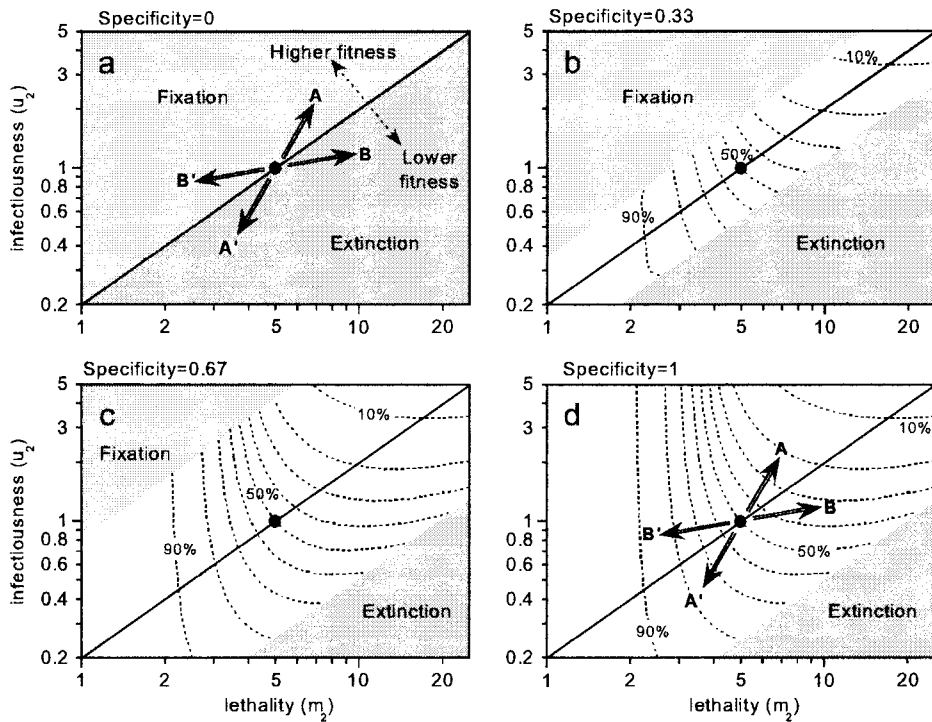 Specificity=0
a
Higher fitness
Fixation
A
B
B'
Lower fitness
A'
Extinction
5
3
1
0.8
0.6
0.4
0.2
1
2
5
10
20
infectiousness (u2)
Specificity=0.33
b
10%
Fixation
50%
90%
Extinction
5
3
1
0.8
0.6
0.4
0.2
1
2
5
10
20
Specificity=0.67
c
10%
Fixation
50%
90%
Extinction
5
3
1
0.8
0.6
0.4
0.2
1
2
5
10
20
infectiousness (u2)
lethality (m2)
Specificity=1
d
10%
A
B
B'
50%
A'
90%
Extinction
5
3
1
0.8
0.6
0.4
0.2
1
2
5
10
20
lethality (m2)